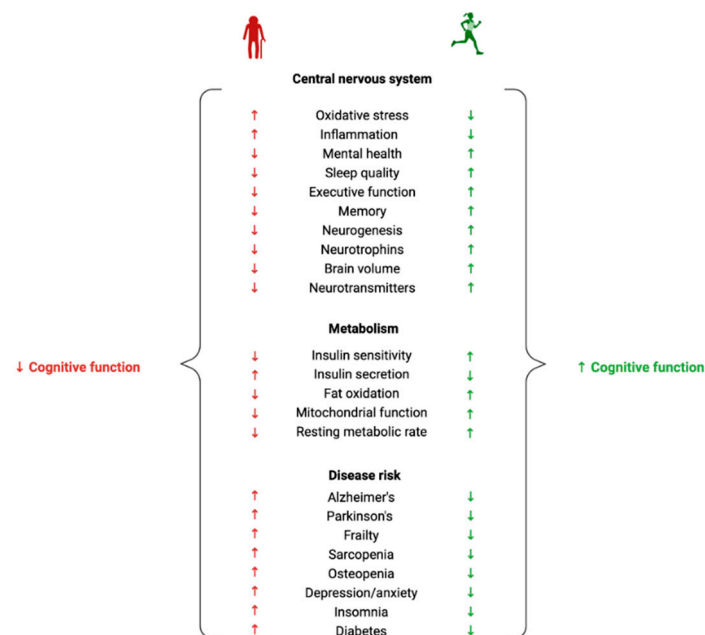 Central nervous system
↑ Oxidative stress ↓
↑ Inflammation ↓
↓ Mental health ↑
↓ Sleep quality ↑
↓ Executive function ↑
↓ Memory ↑
↓ Neurogenesis ↑
↓ Neurotrophins ↑
↓ Brain volume ↑
↓ Neurotransmitters ↑
Metabolism
↓ Insulin sensitivity ↑
↓ Cognitive function
↑ Cognitive function
↑ Insulin secretion ↓
↓ Fat oxidation ↑
↓ Mitochondrial function ↑
↓ Resting metabolic rate ↑
Disease risk
↑ Alzheimer's ↓
↑ Parkinson's ↓
↑ Frailty ↓
↑ Sarcopenia ↓
↑ Osteopenia ↓
↑ Depression/anxiety ↓
↑ Insomnia ↓
↑ Diabetes ↓